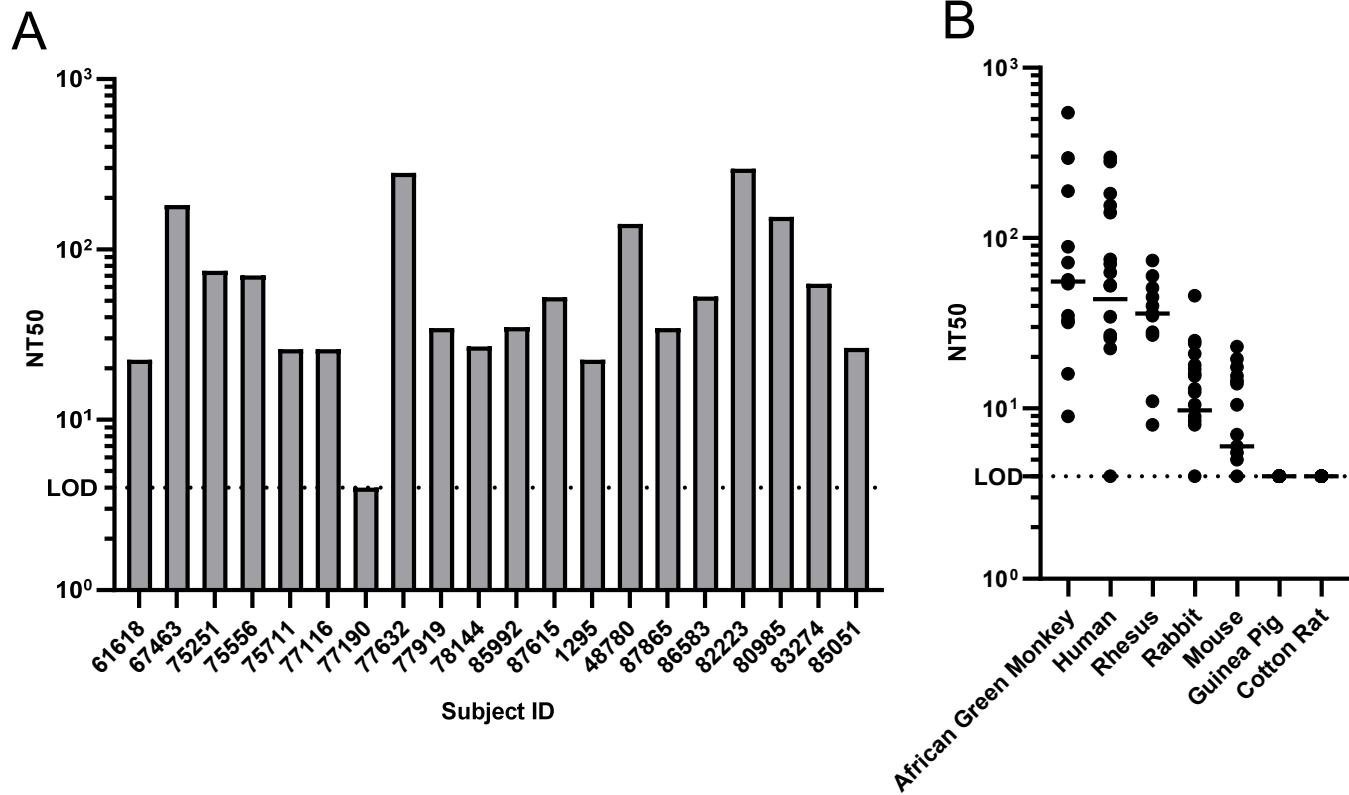 A
10³
10²
10¹
LOD
10⁰
NT50
61618
67463
75251
75556
75711
77116
77190
77632
77919
78144
85992
87615
1295
48780
87865
86583
82223
80985
83274
85051
Subject ID
B
10³
10²
10¹
LOD
10⁰
NT50
African Green Monkey
Human
Rhesus
Rabbit
Mouse
Guinea Pig
Cotton Rat